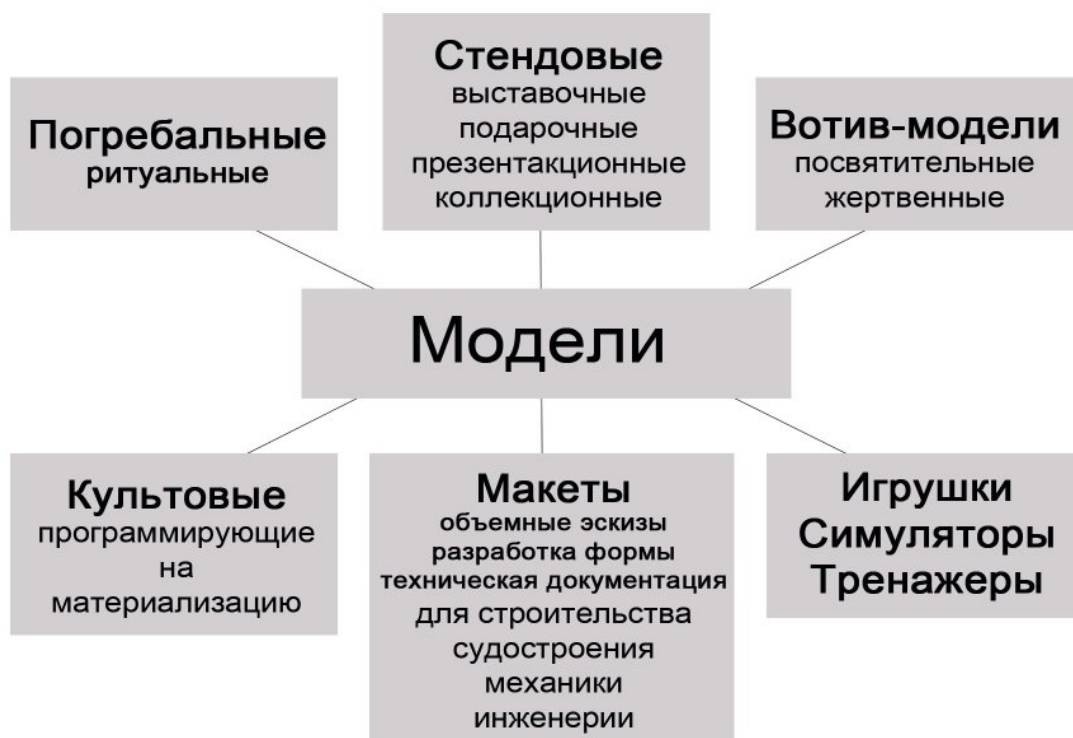 Погребальные
ритуальные
Стендовые
выставочные
подарочные
презентакционные
коллекционные
Вотив-модели
посвятительные
жертвенные
Модели
Культовые
программирующие
на
материализацию
Макеты
объемные эскизы
разработка формы
техническая документация
для строительства
судостроения
механики
инженерии
Игрушки
Симуляторы
Тренажеры